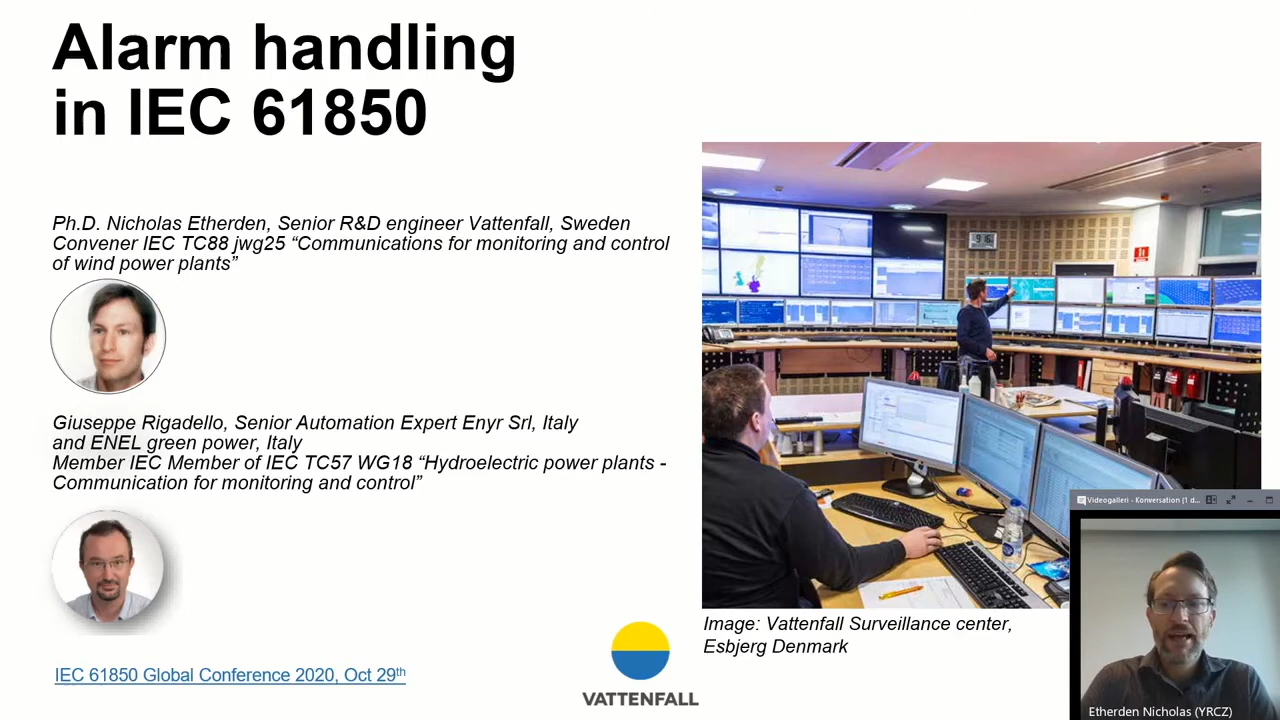 Alarm handling
in IEC 61850
Ph.D. Nicholas Etherden, Senior R&D engineer Vattenfall, Sweden
Convener IEC TC88 jwg25 “Communications for monitoring and control
of wind power plants”
Giuseppe Rigadello, Senior Automation Expert Enyr Srl, Italy
and ENEL green power, Italy
Member IEC Member of IEC TC57 WG18 “Hydroelectric power plants -
Communication for monitoring and control”
IEC 61850 Global Conference 2020, Oct 29th
VATTENFALL
916
Image: Vattenfall Surveillance center,
Esbjerg Denmark
Videogalleri - Konversation (1 d...
Etherden Nicholas (YRCZ)